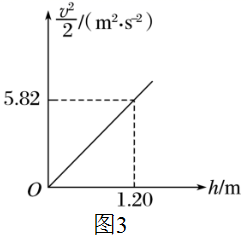 v²/2 /(m²·s⁻²)
5.82
O
1.20
h/m
图3